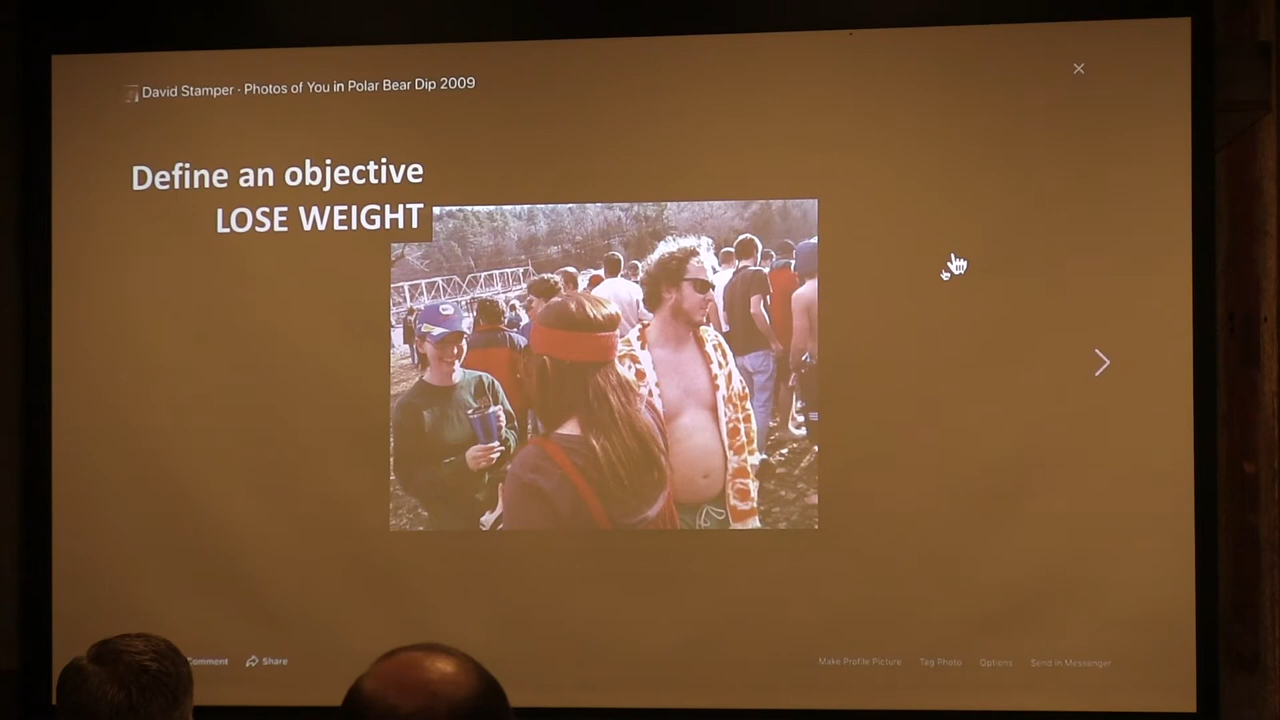 David Stamper · Photos of You in Polar Bear Dip 2009
Define an objective
LOSE WEIGHT
Comment Share
Make Profile Picture Tag Photo Options Send in Messenger